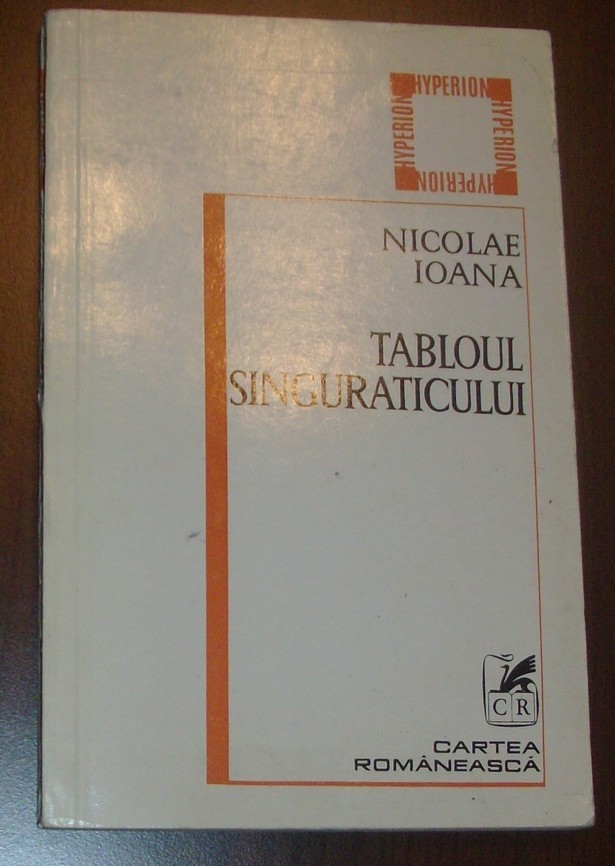 HYPERION
HYPERION
HYPERION
HYPERION
NICOLAE
IOANA
TABLOUL
SINGURATICULUI
CR
CARTEA
ROMÂNEASCĂ